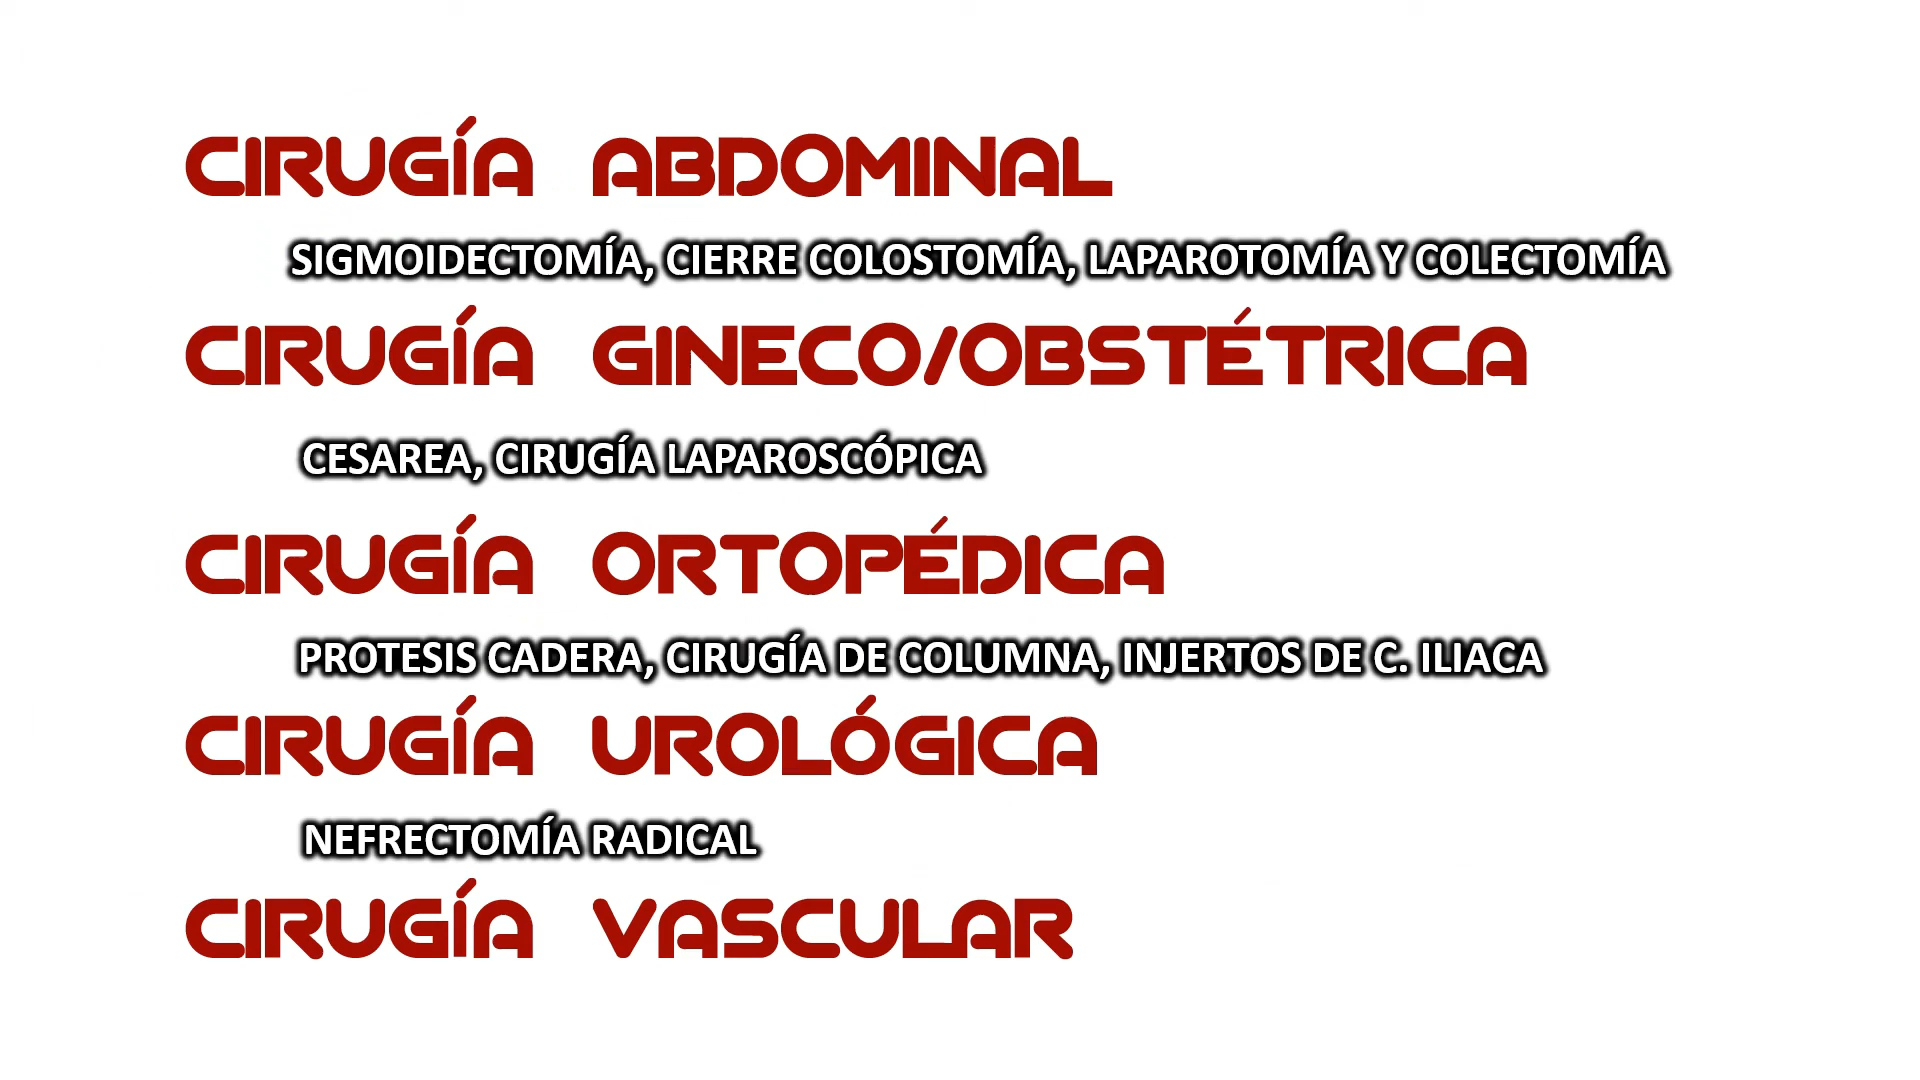 CIRUGÍA ABDOMINAL
SIGMOIDECTOMÍA, CIERRE COLOSTOMÍA, LAPAROTOMÍA Y COLECTOMÍA
CIRUGÍA GINECO/OBSTÉTRICA
CESAREA, CIRUGÍA LAPAROSCÓPICA
CIRUGÍA ORTOPÉDICA
PROTESIS CADERA, CIRUGÍA DE COLUMNA, INJERTOS DE C. ILIACA
CIRUGÍA UROLÓGICA
NEFRECTOMÍA RADICAL
CIRUGÍA VASCULAR